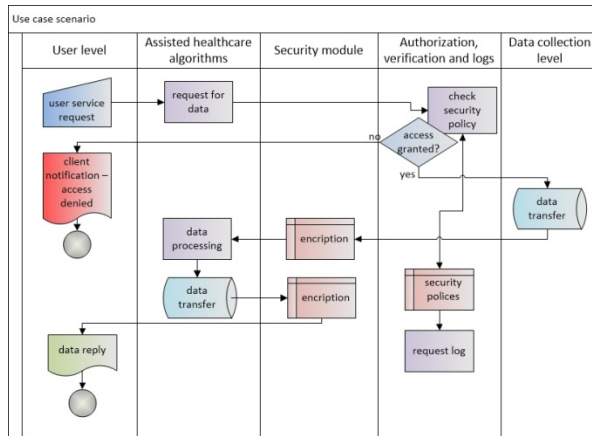 Use case scenario
User level
Assisted healthcare
algorithms
Security module
Authorization,
verification and logs
Data collection
level
user service
request
request for
data
check
security
policy
access
granted?
no
yes
client
notification –
access
denied
data
transfer
data
processing
encription
data
transfer
encription
security
polices
data reply
request log